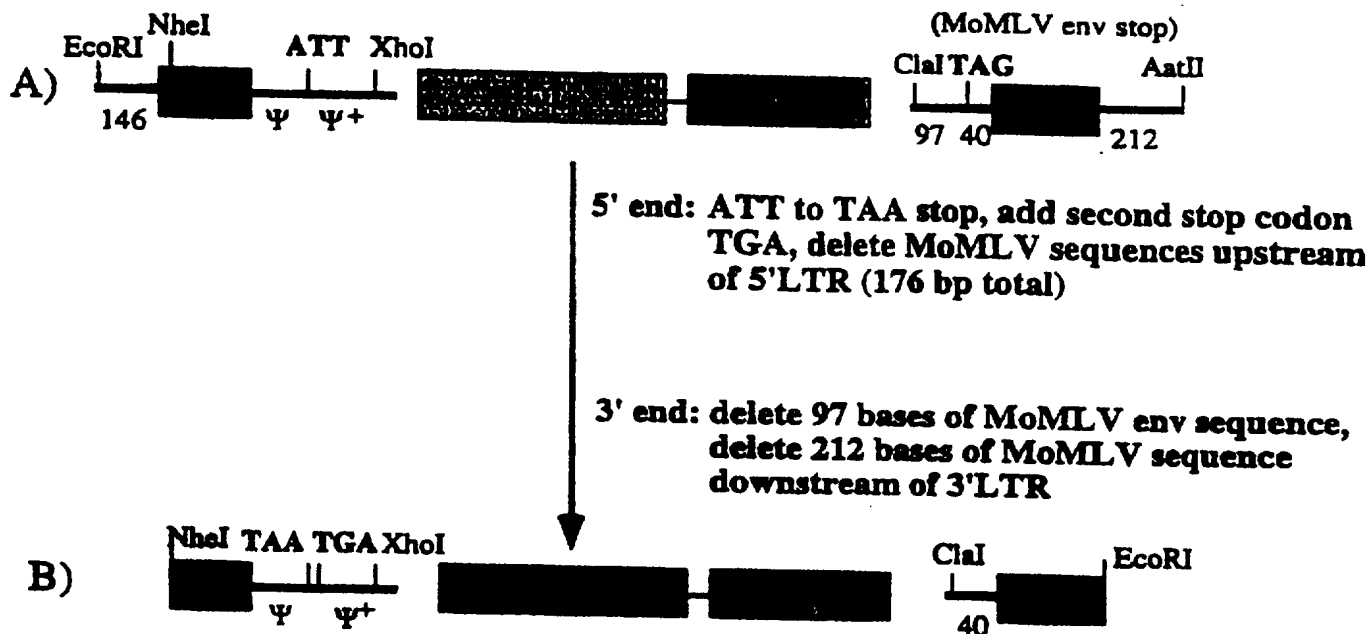 (MoMLV env stop)
NheI
EcoRI ATT XhoI ClaI TAG AatII
A)
146 Ψ Ψ+ 97 40 212
5' end: ATT to TAA stop, add second stop codon
TGA, delete MoMLV sequences upstream
of 5'LTR (176 bp total)
3' end: delete 97 bases of MoMLV env sequence,
delete 212 bases of MoMLV sequence
downstream of 3'LTR
NheI TAA TGA XhoI ClaI EcoRI
B)
Ψ Ψ+ 40